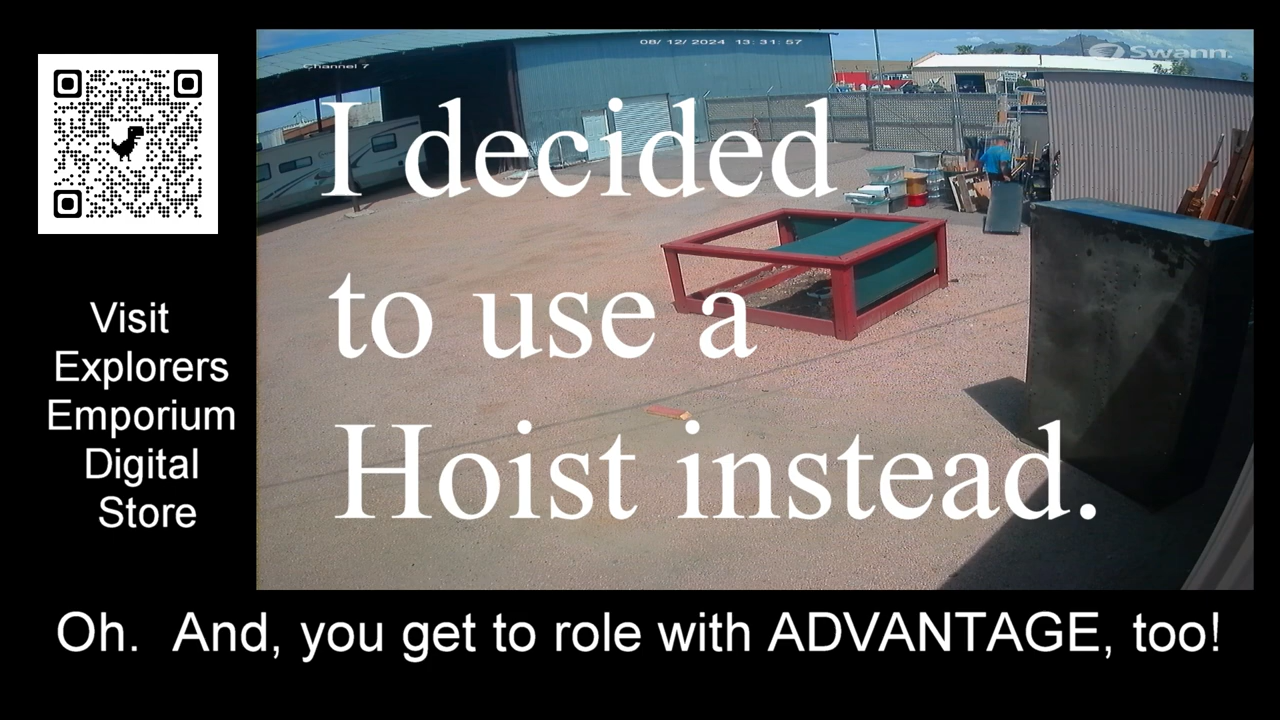 08/12/2024 13:31:57
Swann.
Channel 7
I decided
to use a
Hoist instead.
Visit
Explorers
Emporium
Digital
Store
Oh. And, you get to role with ADVANTAGE, too!